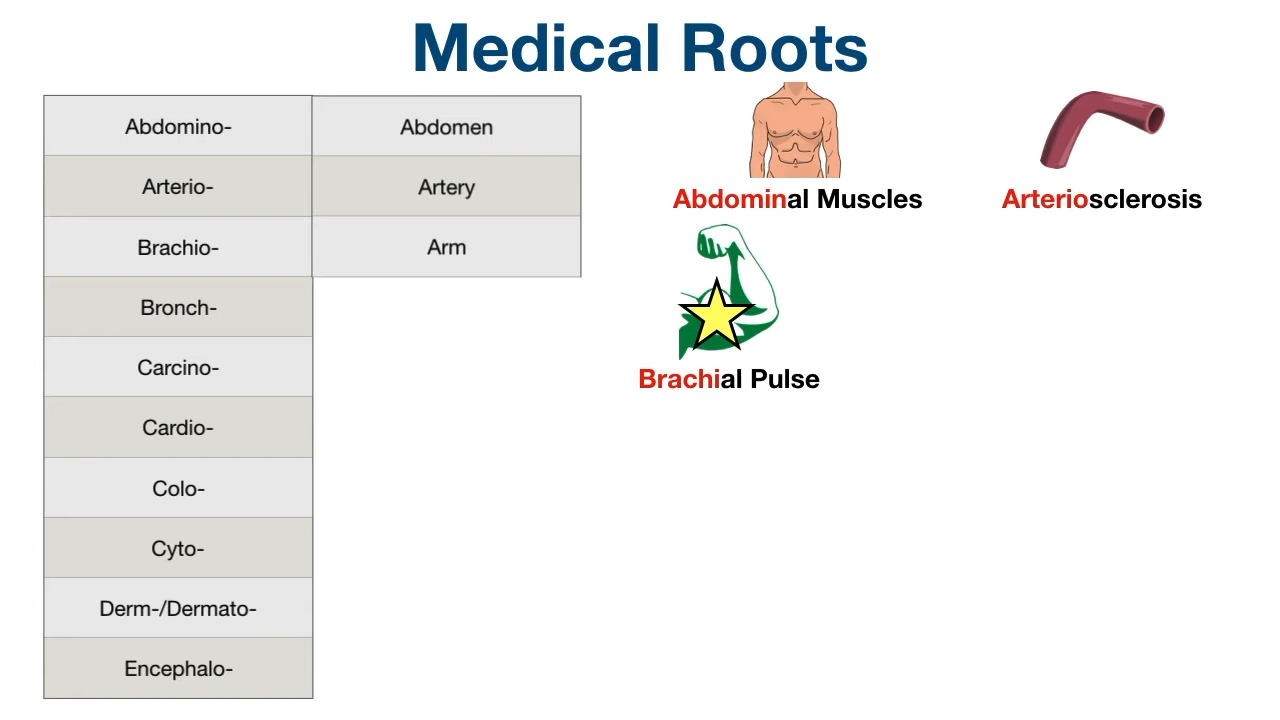 Medical Roots
Abdomino- Abdomen
Arterio- Artery
Brachio- Arm
Bronch-
Carcino-
Cardio-
Colo-
Cyto-
Derm-/Dermato-
Encephalo-
Abdominal Muscles
Arteriosclerosis
Brachial Pulse